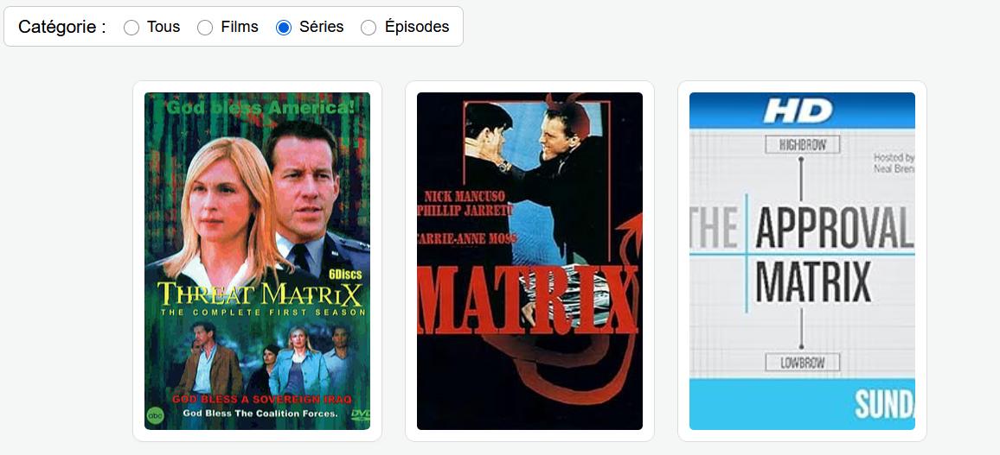 Catégorie : Tous Films Séries Épisodes
God bless America!
6Discs
THREAT MATRIX
THE COMPLETE FIRST SEASON
GOD BLESS A SOVEREIGN IRAQ
God Bless The Coalition Forces.
abc
DVD
NICK MANCUSO
PHILLIP JARRETT
CARRIE-ANNE MOSS
MATRIX
HD
HIGHBROW
Hosted by
Neal Bren
THE APPROVAL
MATRIX
LOWBROW
SUND